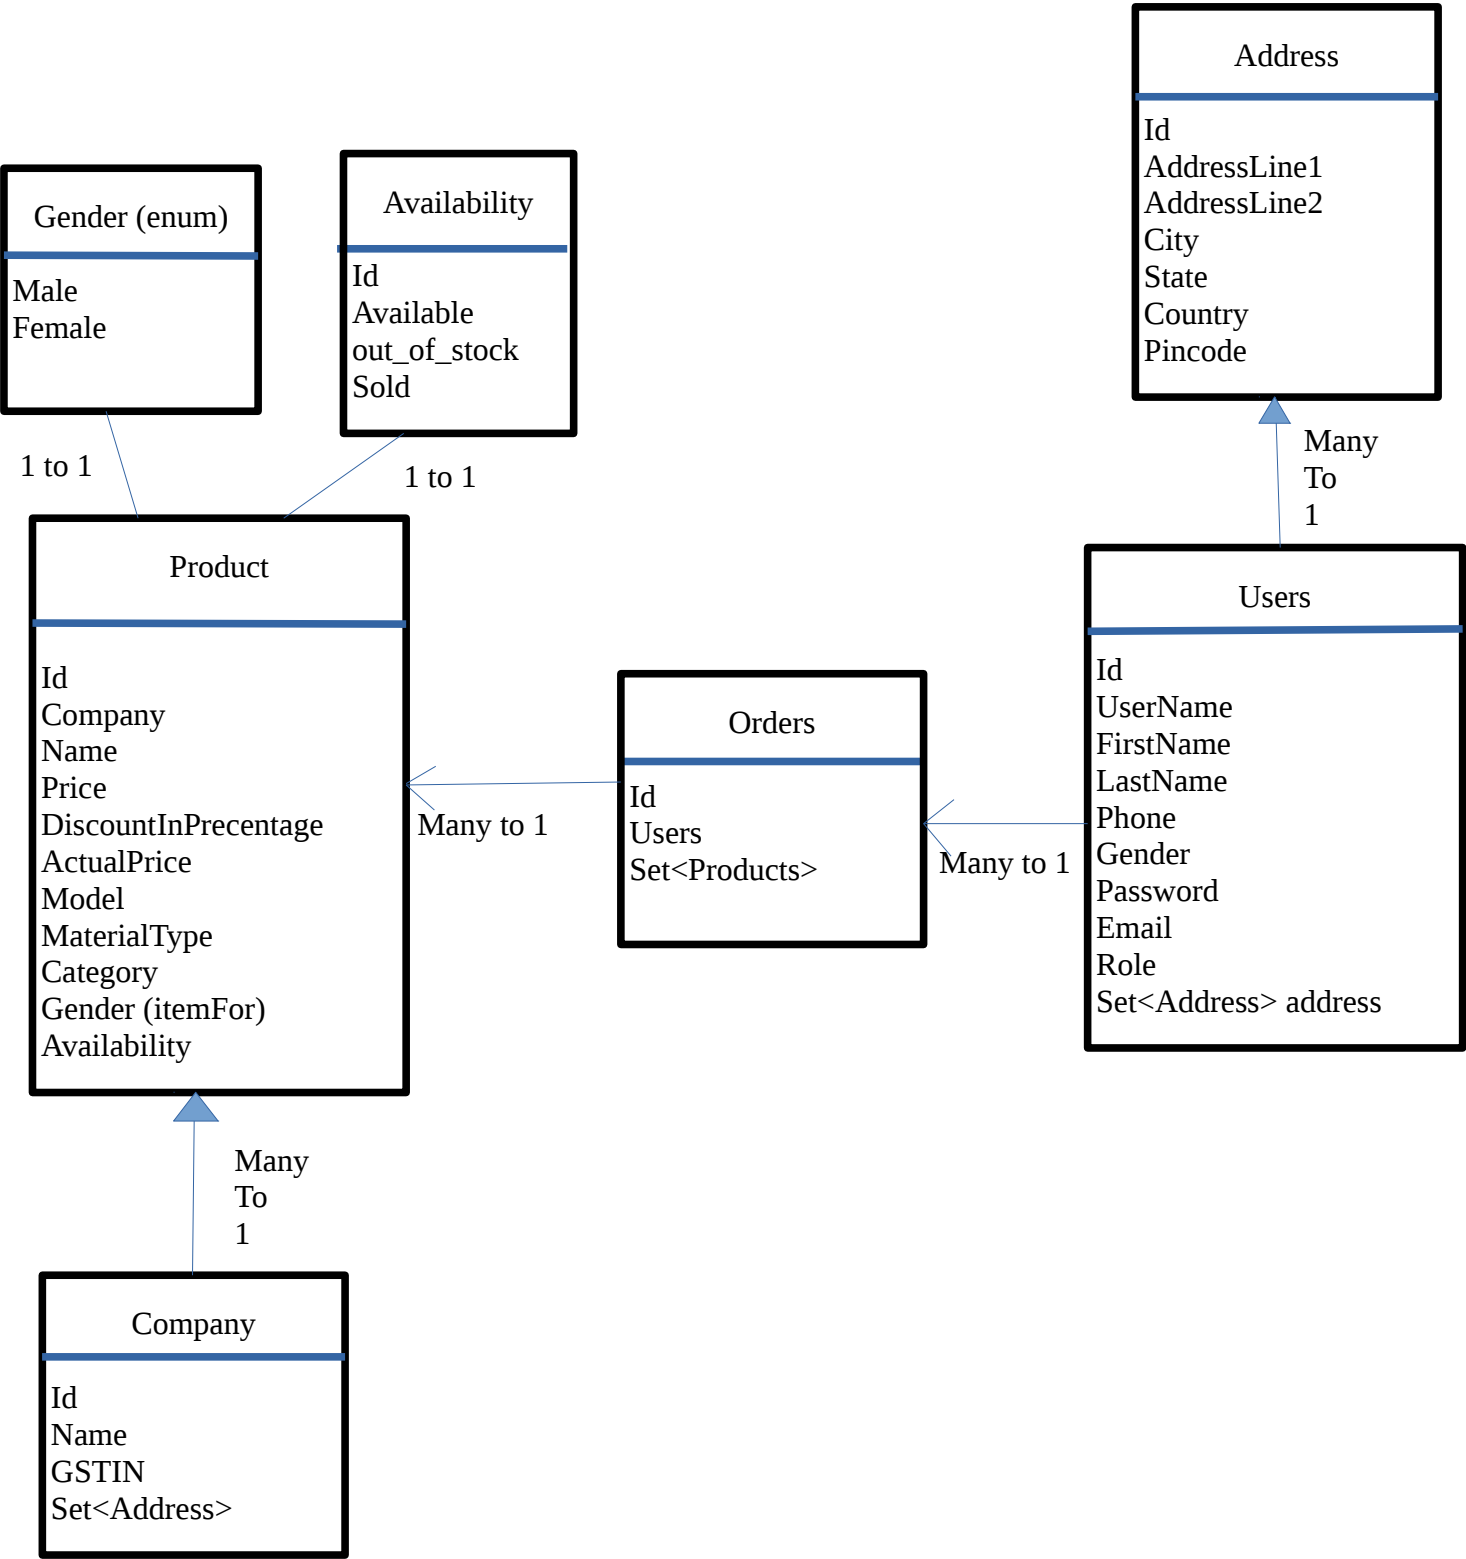 Address
Id
AddressLine1
AddressLine2
City
State
Country
Pincode
Gender (enum)
Male
Female
Availability
Id
Available
out_of_stock
Sold
1 to 1
1 to 1
Many
To
1
Product
Id
Company
Name
Price
DiscountInPrecentage
ActualPrice
Model
MaterialType
Category
Gender (itemFor)
Availability
Many to 1
Orders
Id
Users
Set<Products>
Many to 1
Users
Id
UserName
FirstName
LastName
Phone
Gender
Password
Email
Role
Set<Address> address
Many
To
1
Company
Id
Name
GSTIN
Set<Address>